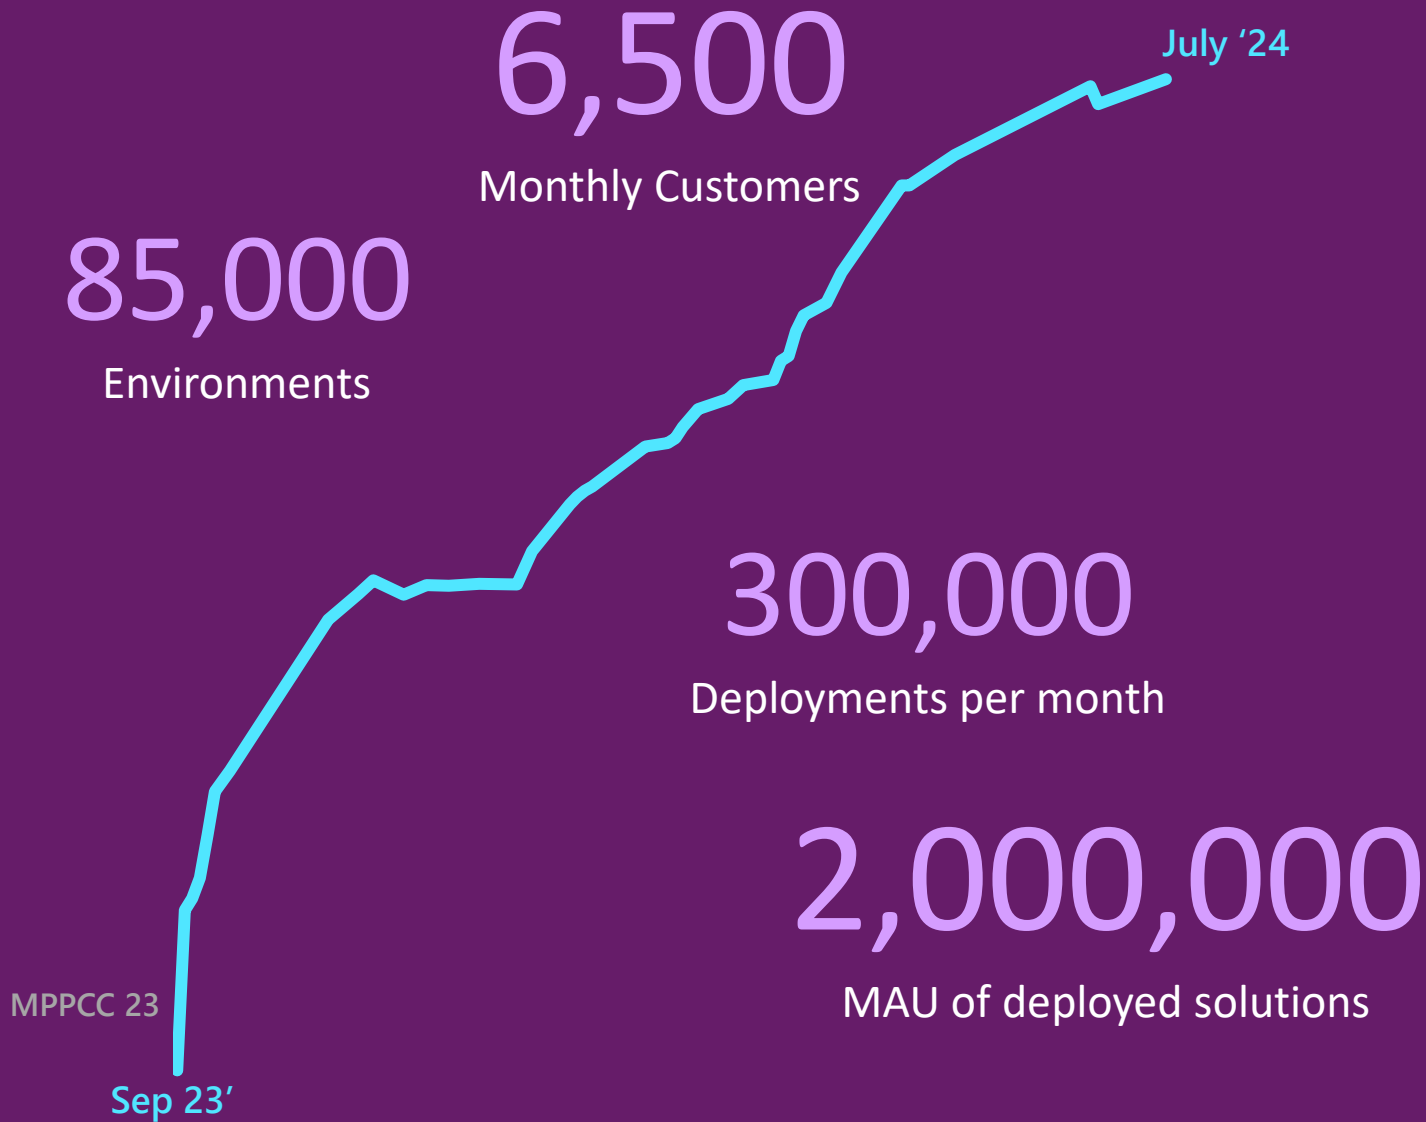 6,500
Monthly Customers
July ‘24
85,000
Environments
300,000
Deployments per month
2,000,000
MAU of deployed solutions
MPPCC 23
Sep 23’